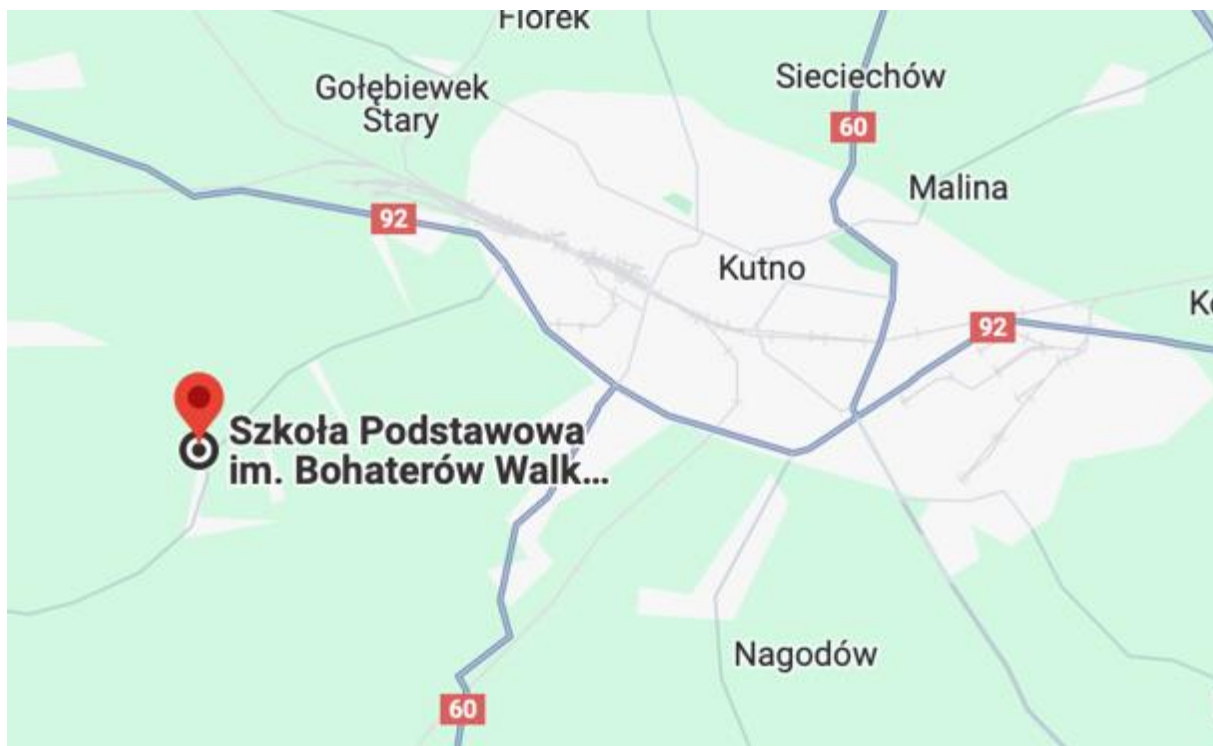 Florek
Gołębiewek
Stary
Sieciechów
60
Malina
92
Kutno
92
Szkoła Podstawowa
im. Bohaterów Walk...
Nagodów
60